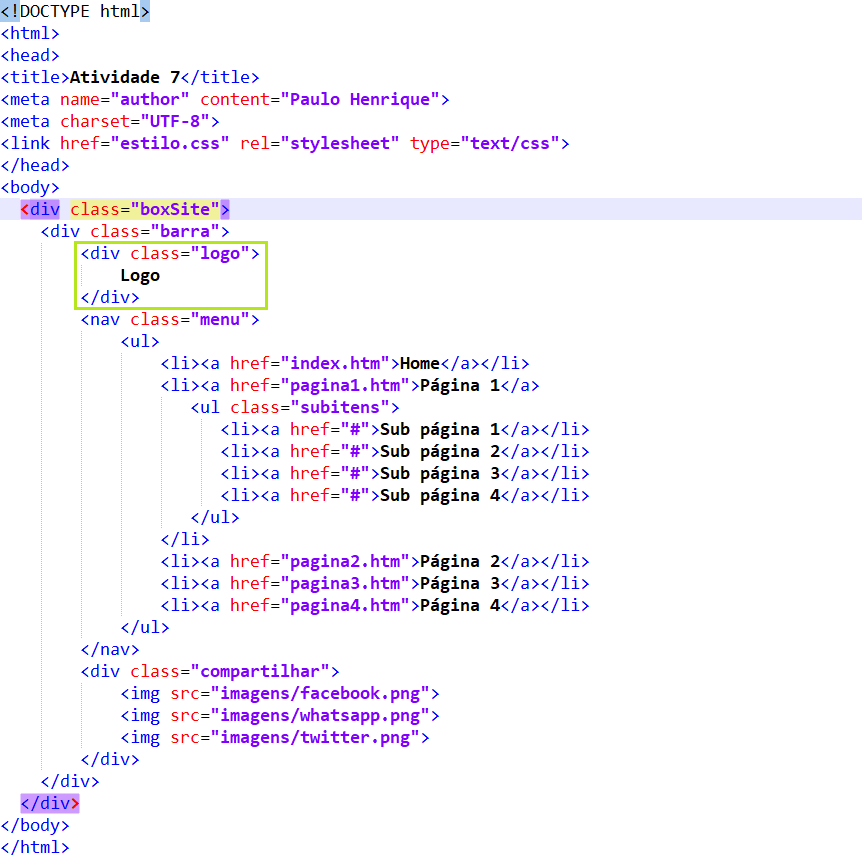 <!DOCTYPE html>
<html>
<head>
<title>Atividade 7</title>
<meta name="author" content="Paulo Henrique">
<meta charset="UTF-8">
<link href="estilo.css" rel="stylesheet" type="text/css">
</head>
<body>
<div class="boxSite">
<div class="barra">
<div class="logo">
Logo
</div>
<nav class="menu">
<ul>
<li><a href="index.htm">Home</a></li>
<li><a href="pagina1.htm">Página 1</a>
<ul class="subitens">
<li><a href="#">Sub página 1</a></li>
<li><a href="#">Sub página 2</a></li>
<li><a href="#">Sub página 3</a></li>
<li><a href="#">Sub página 4</a></li>
</ul>
</li>
<li><a href="pagina2.htm">Página 2</a></li>
<li><a href="pagina3.htm">Página 3</a></li>
<li><a href="pagina4.htm">Página 4</a></li>
</ul>
</nav>
<div class="compartilhar">
<img src="imagens/facebook.png">
<img src="imagens/whatsapp.png">
<img src="imagens/twitter.png">
</div>
</div>
</div>
</body>
</html>